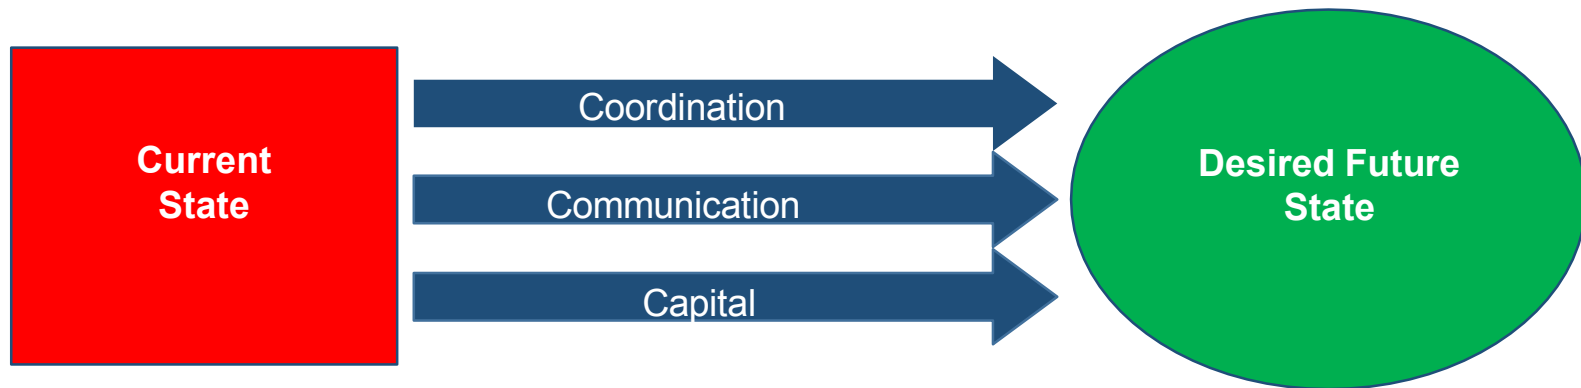 Current
State
Coordination
Communication
Capital
Desired Future
State